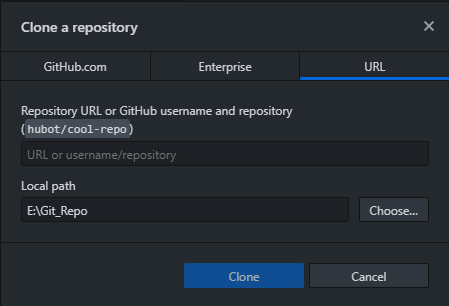 Clone a repository
GitHub.com
Enterprise
URL
Repository URL or GitHub username and repository
(hubot/cool-repo)
URL or username/repository
Local path
E:\Git_Repo
Choose...
Clone
Cancel